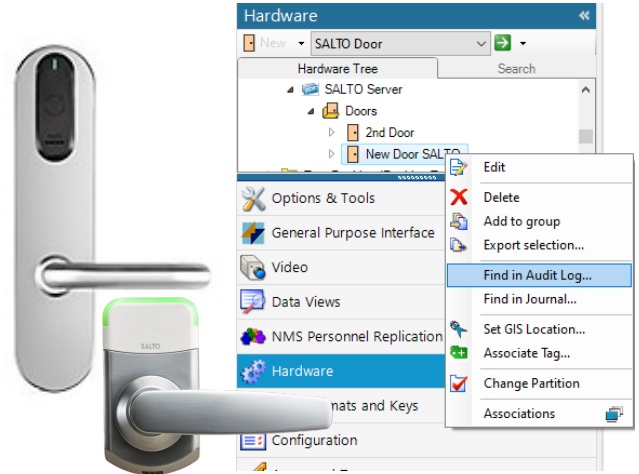 Hardware
New
SALTO Door
Hardware Tree
Search
SALTO Server
Doors
2nd Door
New Door SALTO
Edit
Delete
Add to group
Export selection...
Find in Audit Log...
Find in Journal...
Set GIS Location...
Associate Tag...
Change Partition
Associations
Options & Tools
General Purpose Interface
Video
Data Views
NMS Personnel Replication
Hardware
mats and Keys
Configuration
SALTO